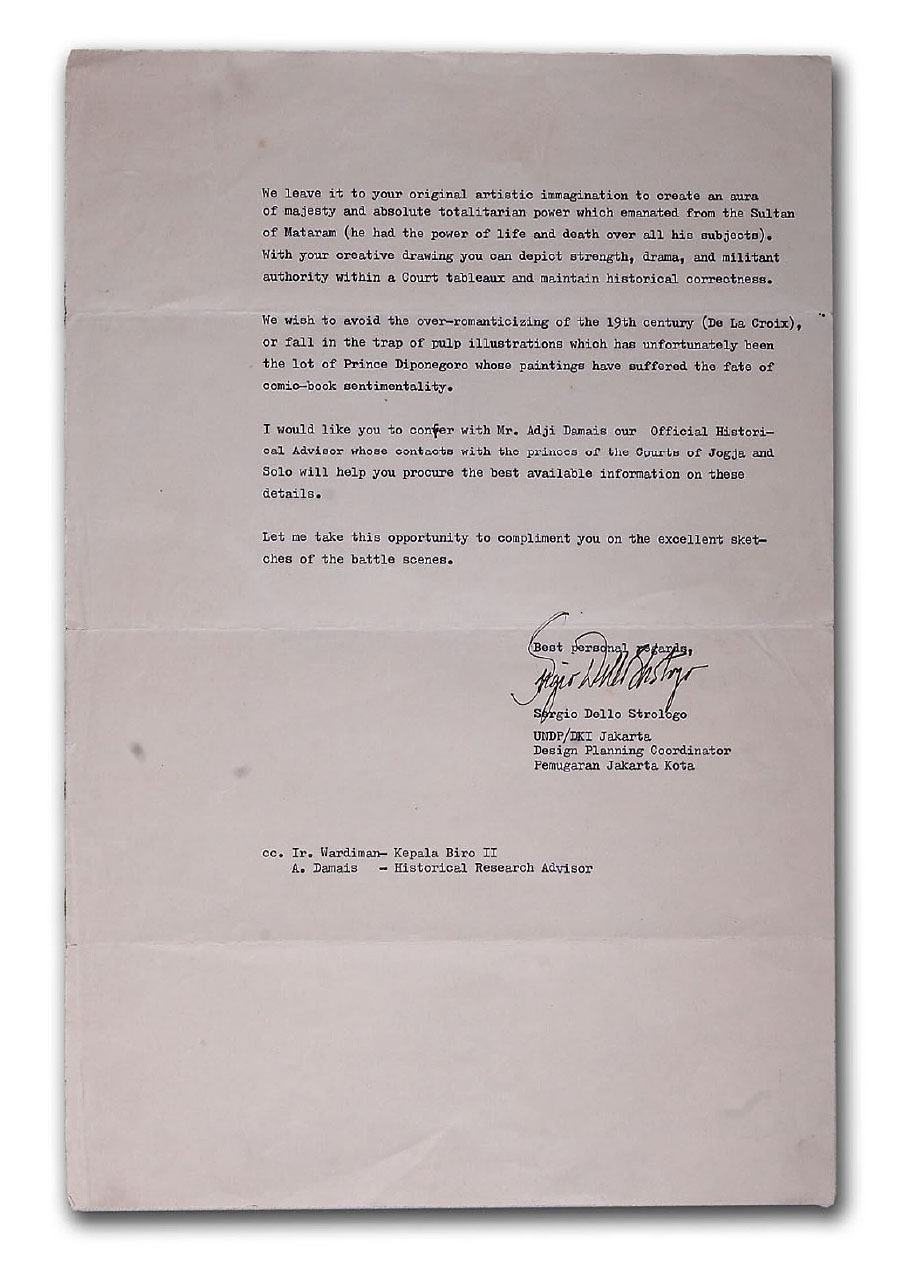 We leave it to your original artistic immagination to create an aura
of majesty and absolute totalitarian power which emanated from the Sultan
of Mataram (he had the power of life and death over all his subjects).
With your creative drawing you can depict strength, drama, and militant
authority within a Court tableaux and maintain historical correctness.
We wish to avoid the over-romanticizing of the 19th century (De La Croix),
or fall in the trap of pulp illustrations which has unfortunately been
the lot of Prince Diponegoro whose paintings have suffered the fate of
comic-book sentimentality.
I would like you to confer with Mr. Adji Damais our Official Histori-
cal Advisor whose contacts with the princes of the Courts of Jogja and
Solo will help you procure the best available information on these
details.
Let me take this opportunity to compliment you on the excellent sket-
ches of the battle scenes.
Best personal regards,
Sergio Dello Strologo
Sergio Dello Strologo
UNDP/DKI Jakarta
Design Planning Coordinator
Pemugaran Jakarta Kota
cc. Ir. Wardiman- Kepala Biro II
A. Damais - Historical Research Advisor